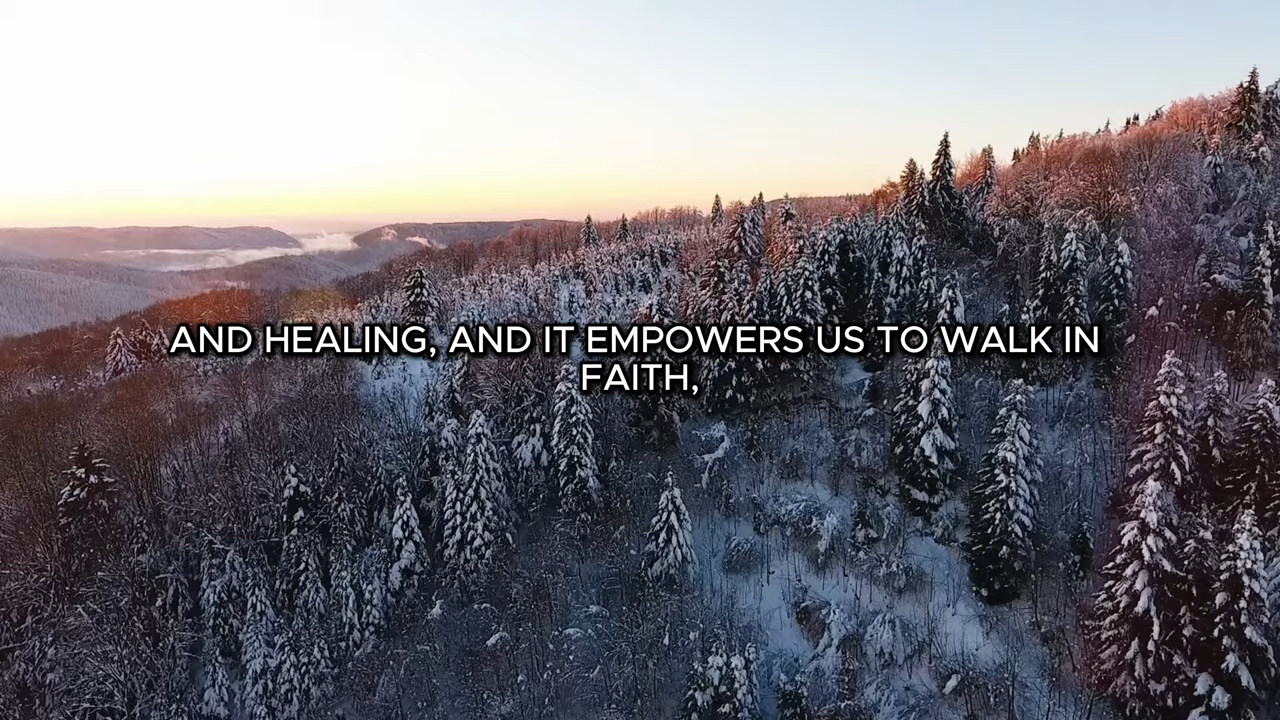 AND HEALING, AND IT EMPOWERS US TO WALK IN
FAITH,